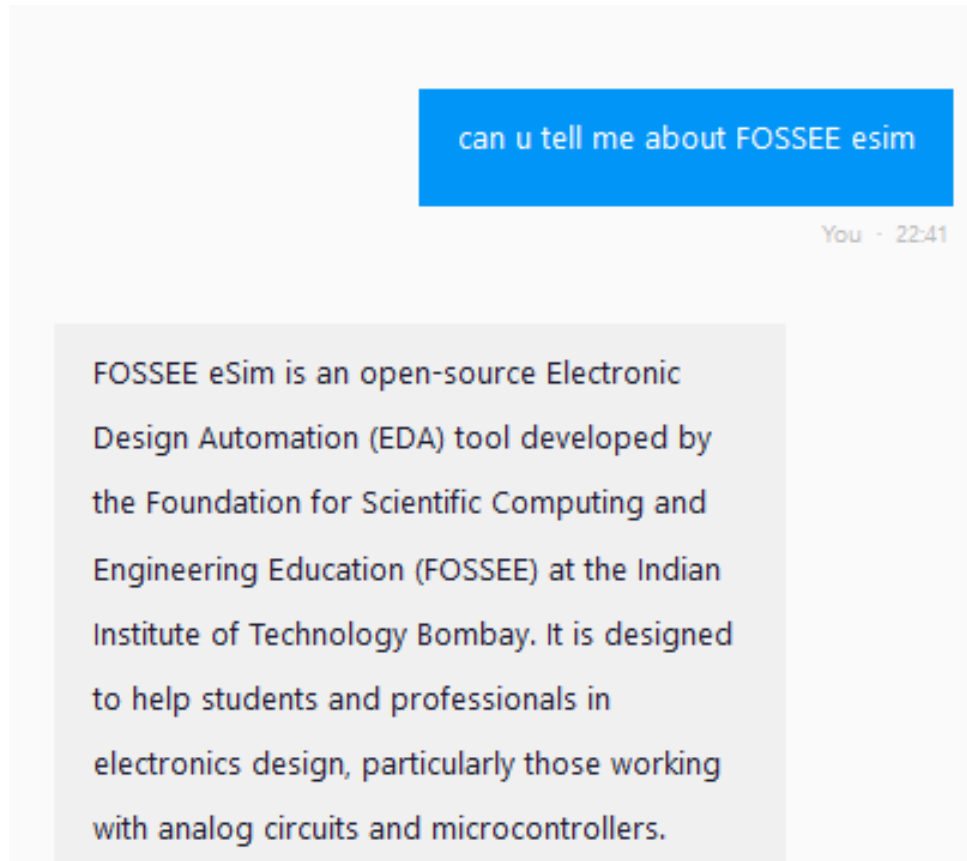 can u tell me about FOSSEE esim
You · 22:41
FOSSEE eSim is an open-source Electronic
Design Automation (EDA) tool developed by
the Foundation for Scientific Computing and
Engineering Education (FOSSEE) at the Indian
Institute of Technology Bombay. It is designed
to help students and professionals in
electronics design, particularly those working
with analog circuits and microcontrollers.